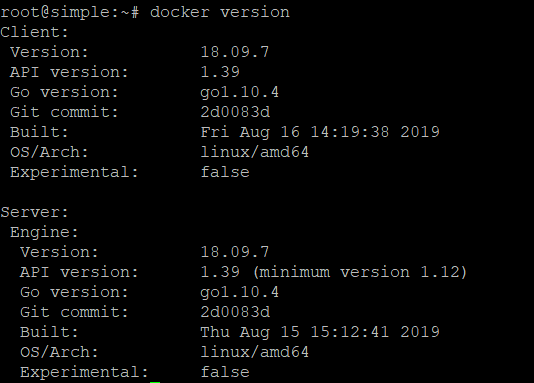 root@simple:~# docker version
Client:
 Version:           18.09.7
 API version:       1.39
 Go version:        go1.10.4
 Git commit:        2d0083d
 Built:             Fri Aug 16 14:19:38 2019
 OS/Arch:           linux/amd64
 Experimental:      false

Server:
 Engine:
  Version:          18.09.7
  API version:      1.39 (minimum version 1.12)
  Go version:       go1.10.4
  Git commit:       2d0083d
  Built:            Thu Aug 15 15:12:41 2019
  OS/Arch:          linux/amd64
  Experimental:     false